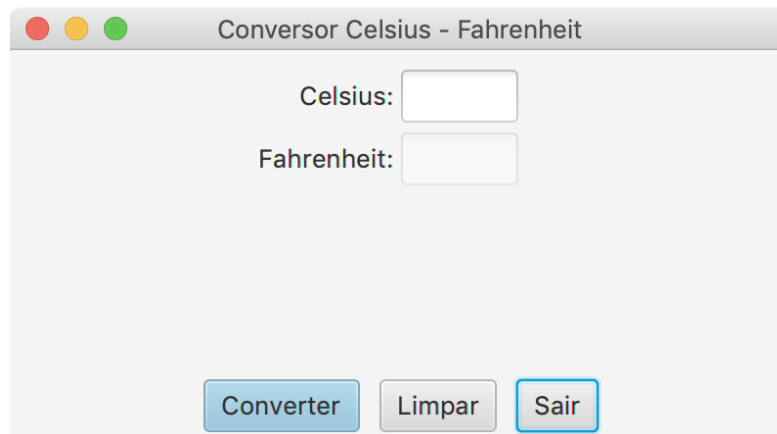 Conversor Celsius - Fahrenheit
Celsius:
Fahrenheit:
Converter Limpar Sair